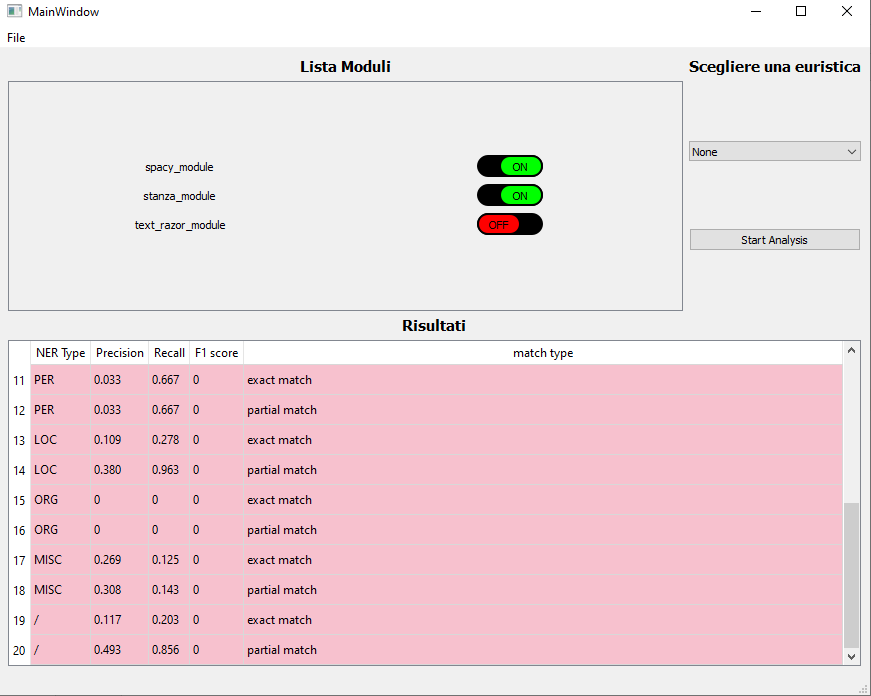 MainWindow
File
Lista Moduli
Scegliere una euristica
spacy_module ON
stanza_module ON
text_razor_module OFF
None
Start Analysis
Risultati
NER Type Precision Recall F1 score match type
11 PER 0.033 0.667 0 exact match
12 PER 0.033 0.667 0 partial match
13 LOC 0.109 0.278 0 exact match
14 LOC 0.380 0.963 0 partial match
15 ORG 0 0 0 exact match
16 ORG 0 0 0 partial match
17 MISC 0.269 0.125 0 exact match
18 MISC 0.308 0.143 0 partial match
19 / 0.117 0.203 0 exact match
20 / 0.493 0.856 0 partial match